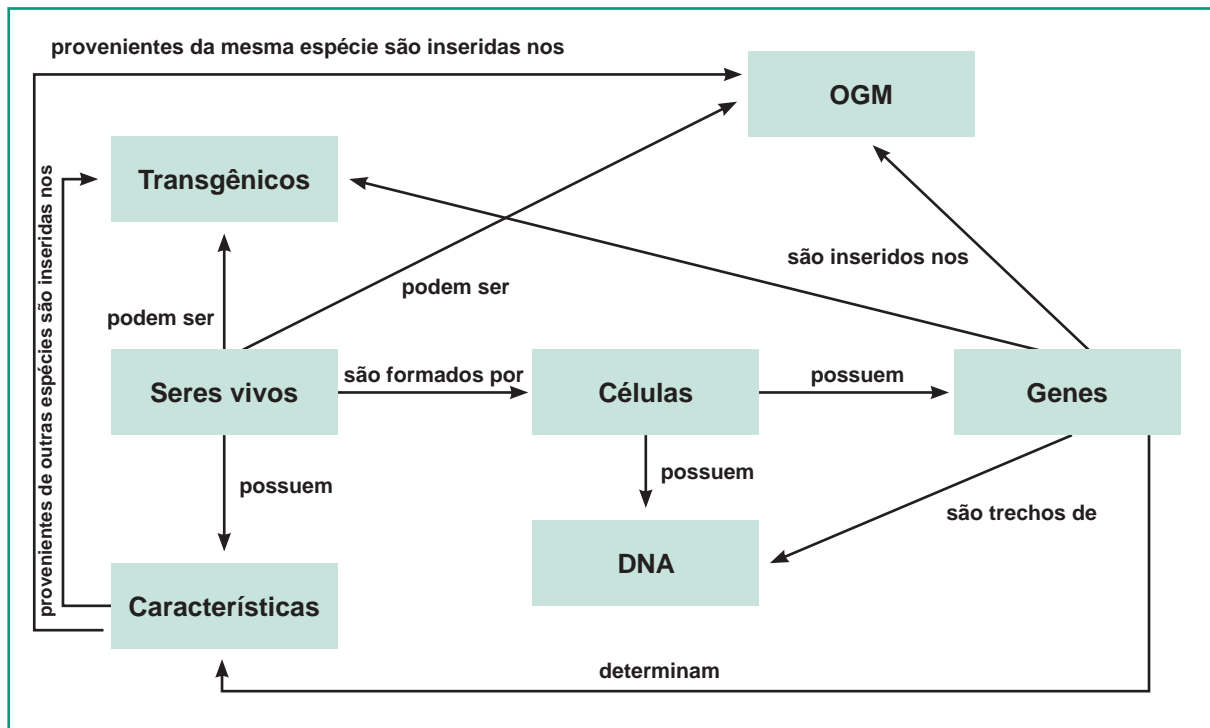 provenientes da mesma espécie são inseridas nos
OGM
provenientes de outras espécies são inseridas nos
Transgênicos
são inseridos nos
podem ser
podem ser
Seres vivos
são formados por
Células
possuem
Genes
possuem
possuem
são trechos de
DNA
Características
determinam